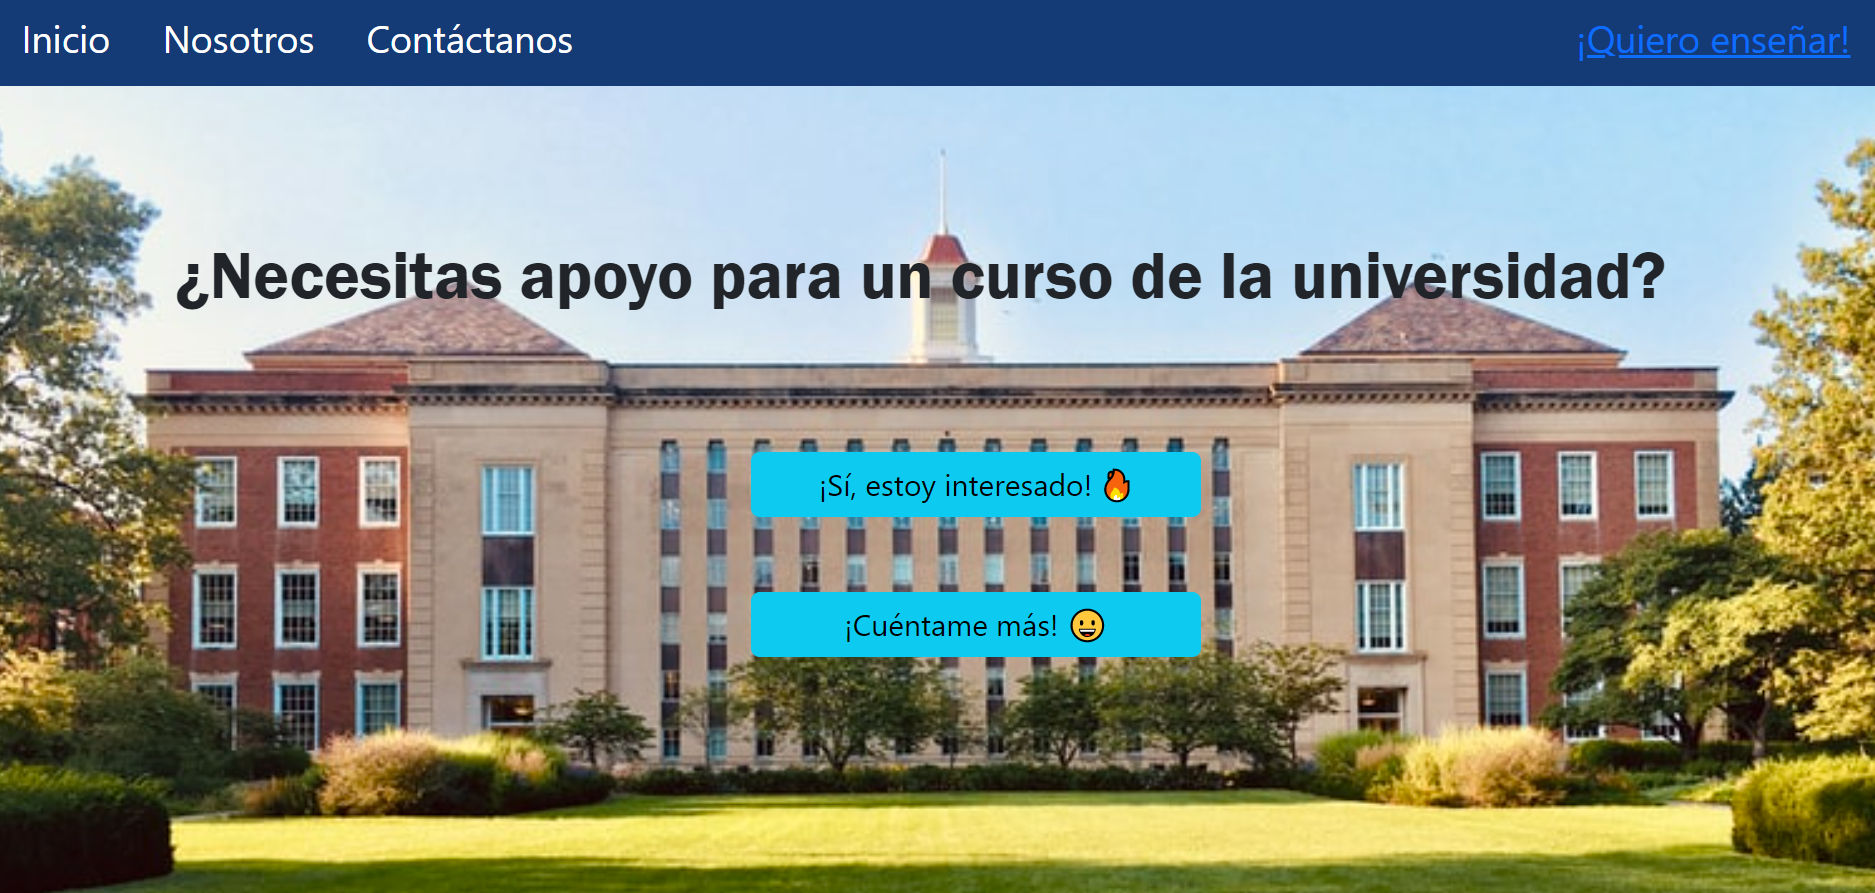 Inicio Nosotros Contáctanos ¡Quiero enseñar!
¿Necesitas apoyo para un curso de la universidad?
¡Sí, estoy interesado! 🔥
¡Cuéntame más! 😀